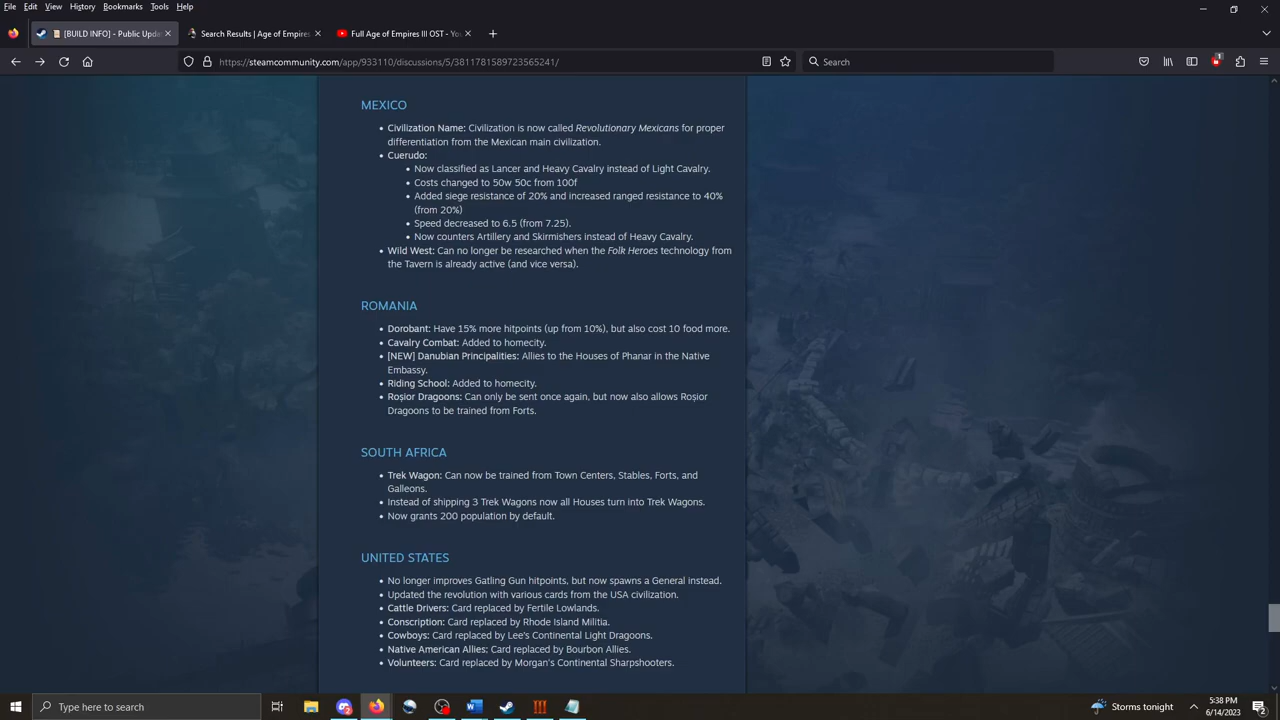 File Edit View History Bookmarks Tools Help
[BUILD INFO] - Public Upda
Search Results | Age of Empires
Full Age of Empires III OST - You
https://steamcommunity.com/app/933110/discussions/5/3811781589723565241/
Search
1
MEXICO
• Civilization Name: Civilization is now called Revolutionary Mexicans for proper
differentiation from the Mexican main civilization.
• Cuerudo:
• Now classified as Lancer and Heavy Cavalry instead of Light Cavalry.
• Costs changed to 50w 50c from 100f
• Added siege resistance of 20% and increased ranged resistance to 40%
(from 20%)
• Speed decreased to 6.5 (from 7.25).
• Now counters Artillery and Skirmishers instead of Heavy Cavalry.
• Wild West: Can no longer be researched when the Folk Heroes technology from
the Tavern is already active (and vice versa).
ROMANIA
• Dorobant: Have 15% more hitpoints (up from 10%), but also cost 10 food more.
• Cavalry Combat: Added to homecity.
• [NEW] Danubian Principalities: Allies to the Houses of Phanar in the Native
Embassy.
• Riding School: Added to homecity.
• Roșior Dragoons: Can only be sent once again, but now also allows Roșior
Dragoons to be trained from Forts.
SOUTH AFRICA
• Trek Wagon: Can now be trained from Town Centers, Stables, Forts, and
Galleons.
• Instead of shipping 3 Trek Wagons now all Houses turn into Trek Wagons.
• Now grants 200 population by default.
UNITED STATES
• No longer improves Gatling Gun hitpoints, but now spawns a General instead.
• Updated the revolution with various cards from the USA civilization.
• Cattle Drivers: Card replaced by Fertile Lowlands.
• Conscription: Card replaced by Rhode Island Militia.
• Cowboys: Card replaced by Lee's Continental Light Dragoons.
• Native American Allies: Card replaced by Bourbon Allies.
• Volunteers: Card replaced by Morgan's Continental Sharpshooters.
Type here to search
Storms tonight
5:38 PM
6/14/2023